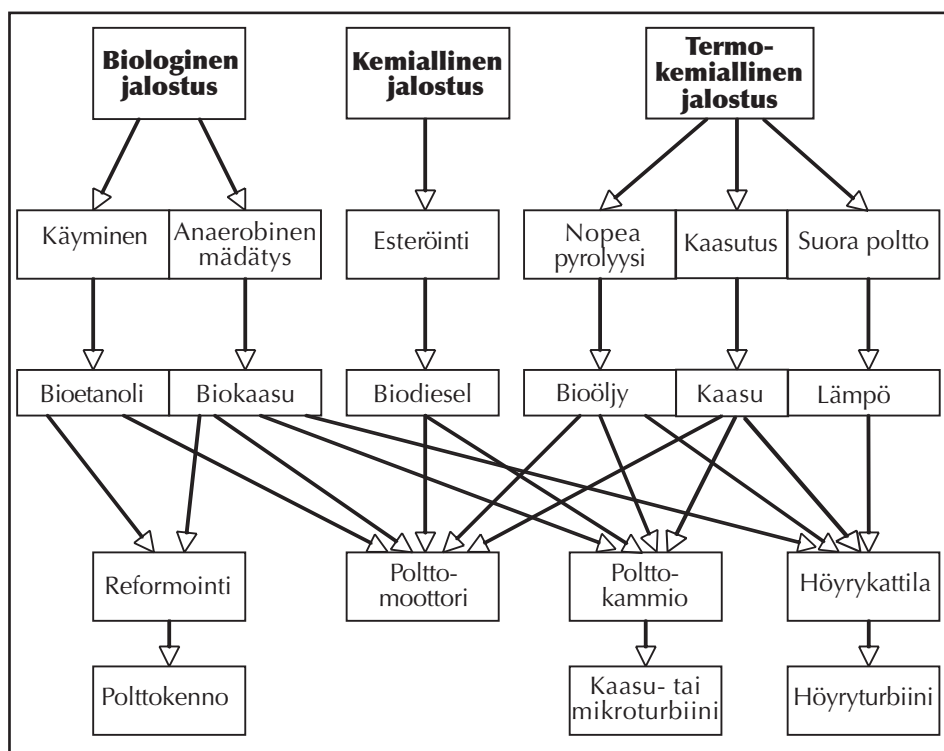 Biologinen
jalostus
Kemiallinen
jalostus
Termo-
kemiallinen
jalostus
Käyminen
Anaerobinen
mädätys
Esteröinti
Nopea
pyrolyysi
Kaasutus
Suora poltto
Bioetanoli
Biokaasu
Biodiesel
Bioöljy
Kaasu
Lämpö
Reformointi
Poltto-
moottori
Poltto-
kammio
Höyrykattila
Polttokenno
Kaasu- tai
mikroturbiini
Höyryturbiini